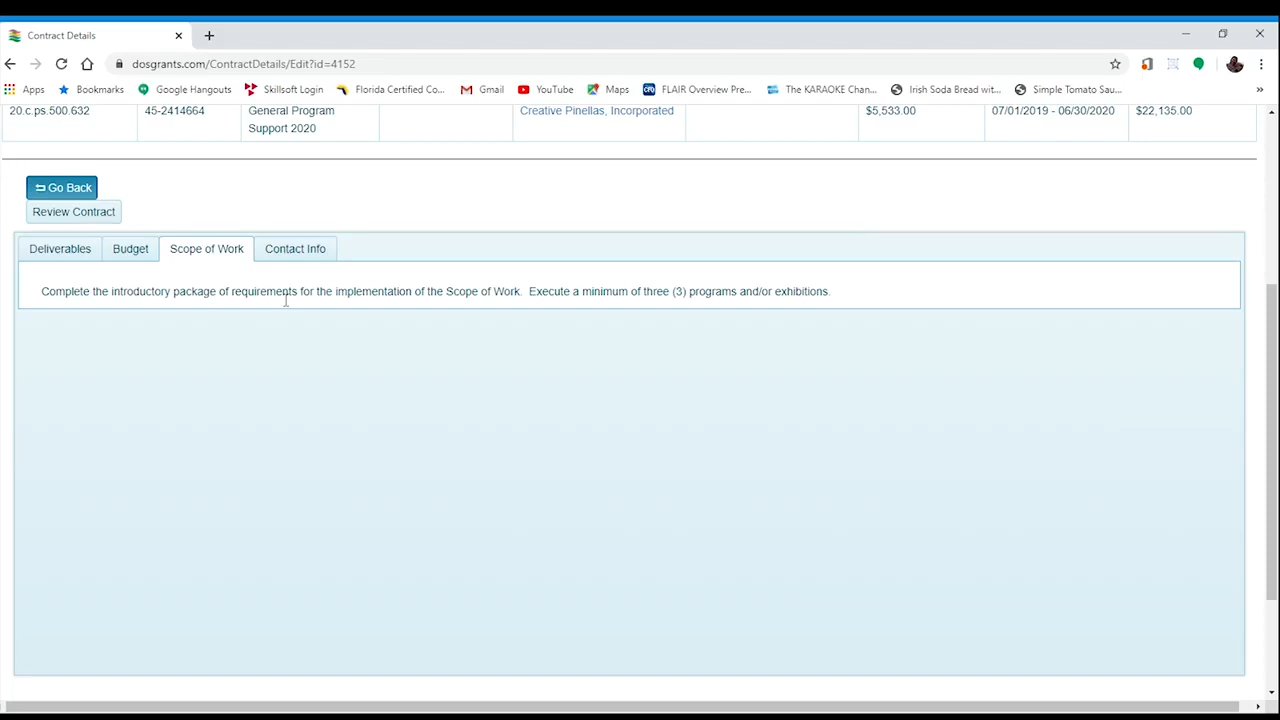 Contract Details
dosgrants.com/ContractDetails/Edit?id=4152
Apps Bookmarks Google Hangouts Skillsoft Login Florida Certified Co... Gmail YouTube Maps FLAIR Overview Pre... The KARAOKE Chan... Irish Soda Bread wit... Simple Tomato Sau... »
20.c.ps.500.632 45-2414664 General Program Creative Pinellas, Incorporated $5,533.00 07/01/2019 - 06/30/2020 $22,135.00
Support 2020
Go Back
Review Contract
Deliverables Budget Scope of Work Contact Info
Complete the introductory package of requirements for the implementation of the Scope of Work. Execute a minimum of three (3) programs and/or exhibitions.